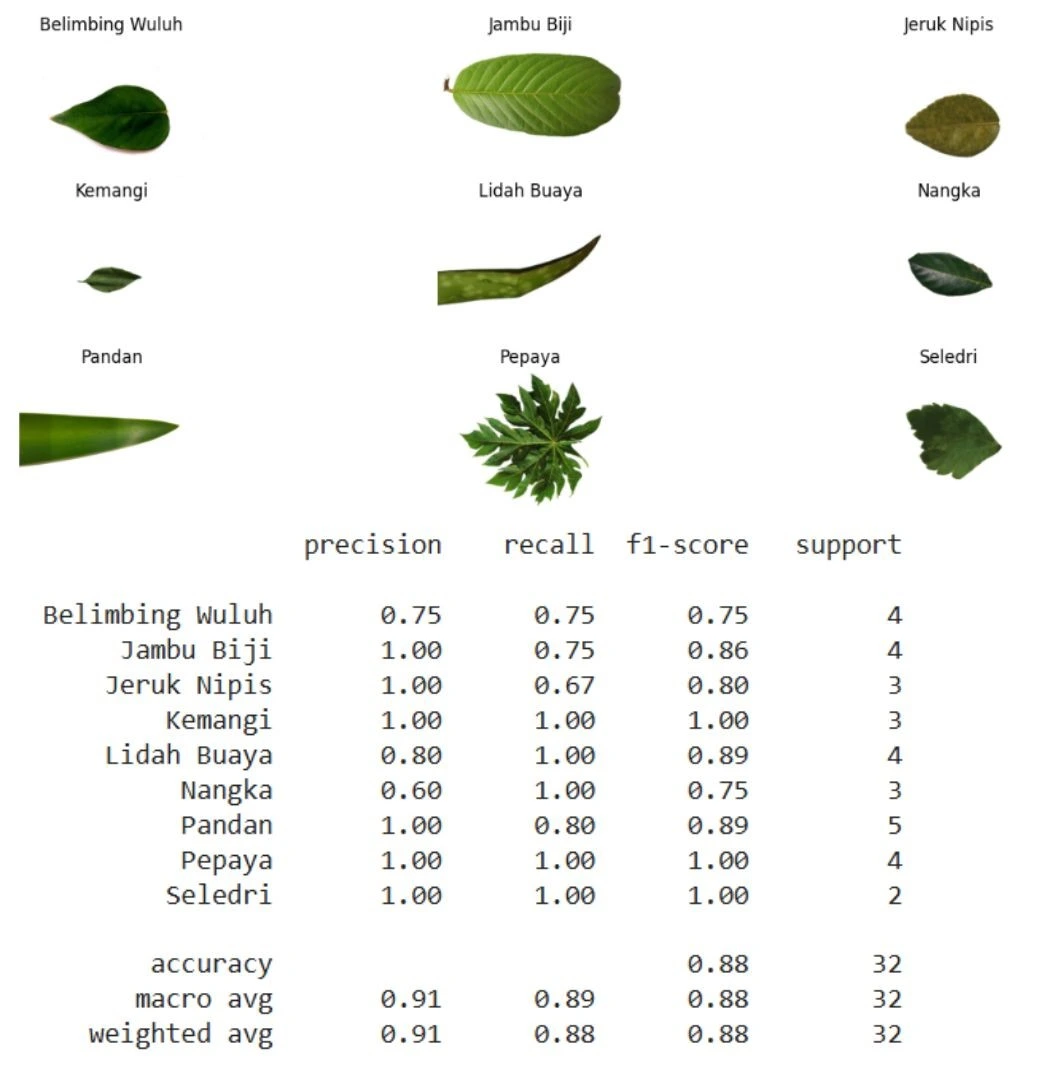 Belimbing Wuluh Jambu Biji Jeruk Nipis
Kemangi Lidah Buaya Nangka
Pandan Pepaya Seledri
precision recall f1-score support
Belimbing Wuluh 0.75 0.75 0.75 4
Jambu Biji 1.00 0.75 0.86 4
Jeruk Nipis 1.00 0.67 0.80 3
Kemangi 1.00 1.00 1.00 3
Lidah Buaya 0.80 1.00 0.89 4
Nangka 0.60 1.00 0.75 3
Pandan 1.00 0.80 0.89 5
Pepaya 1.00 1.00 1.00 4
Seledri 1.00 1.00 1.00 2
accuracy 0.88 32
macro avg 0.91 0.89 0.88 32
weighted avg 0.91 0.88 0.88 32